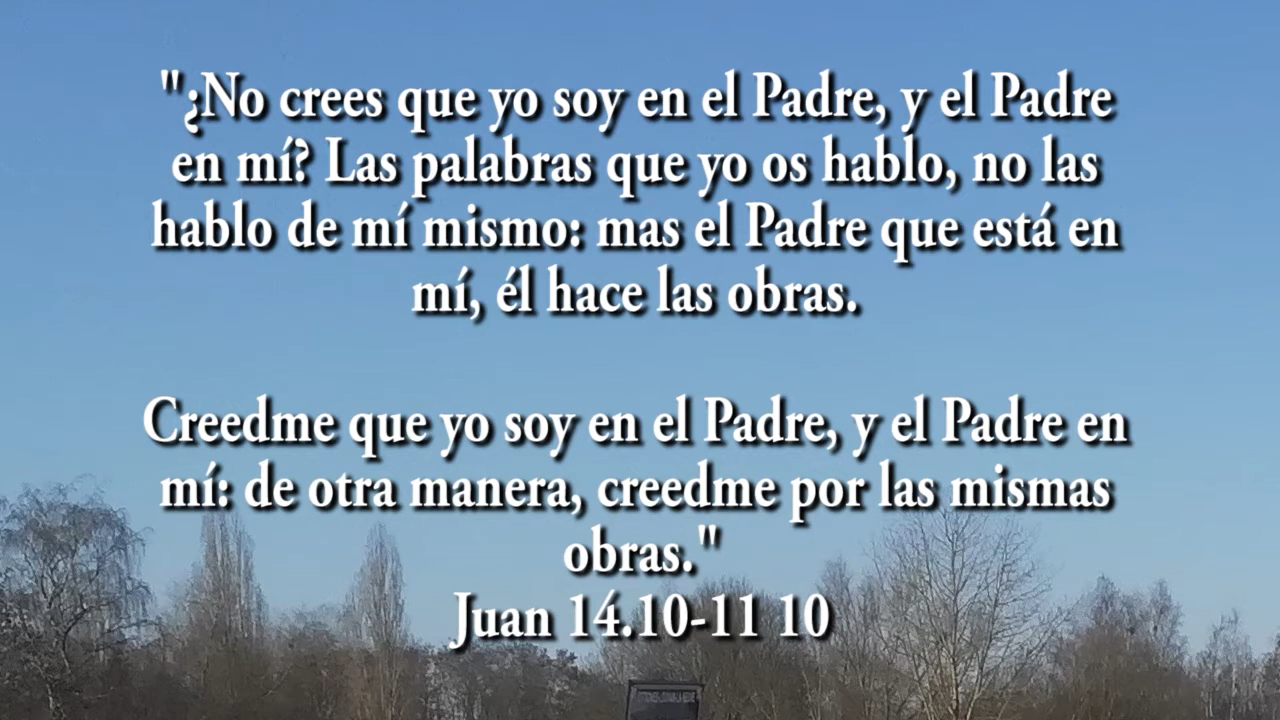 "¿No crees que yo soy en el Padre, y el Padre
en mí? Las palabras que yo os hablo, no las
hablo de mí mismo: mas el Padre que está en
mí, él hace las obras.
Creedme que yo soy en el Padre, y el Padre en
mí: de otra manera, creedme por las mismas
obras."
Juan 14.10-11 10